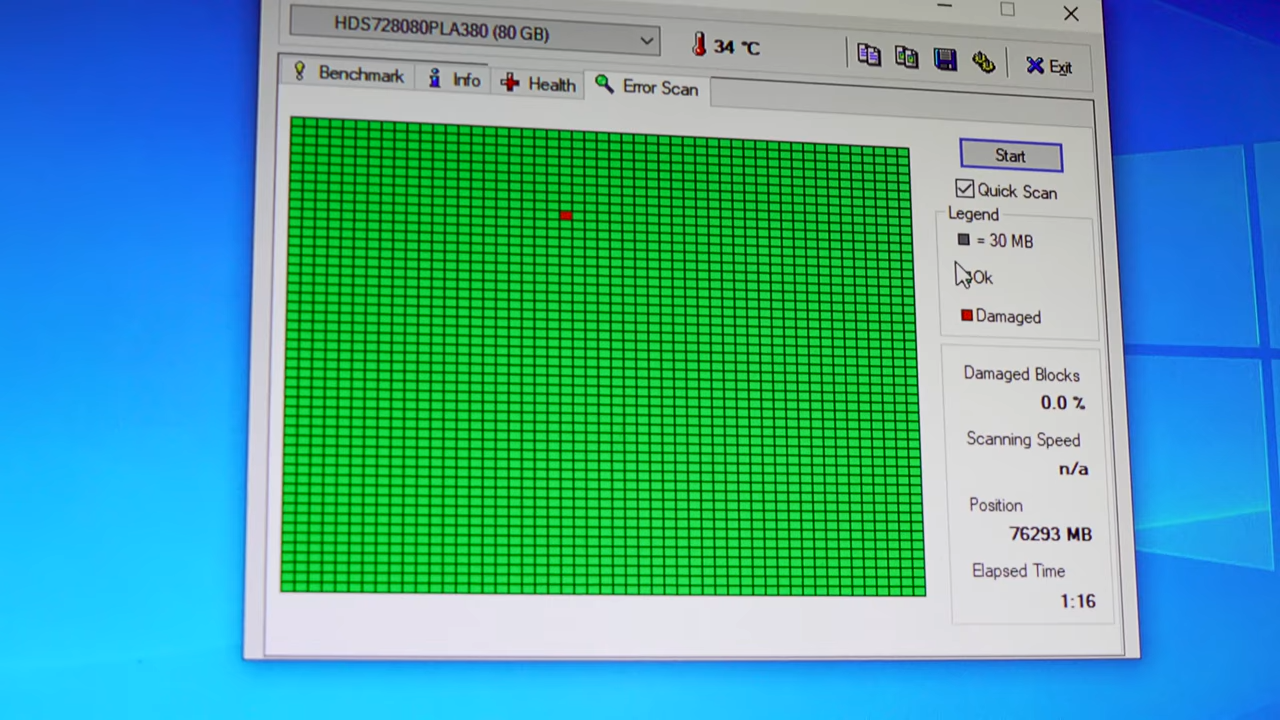 HDS728080PLA380 (80 GB)
34 °C
Exit
Benchmark
Info
Health
Error Scan
Start
Quick Scan
Legend
= 30 MB
Ok
Damaged
Damaged Blocks
0.0 %
Scanning Speed
n/a
Position
76293 MB
Elapsed Time
1:16